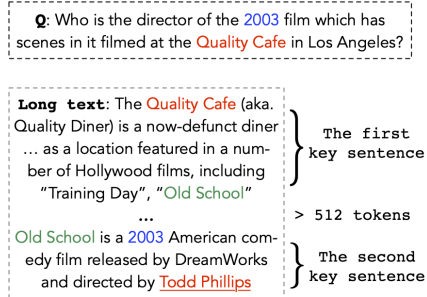 Q: Who is the director of the 2003 film which has
scenes in it filmed at the Quality Cafe in Los Angeles?
Long text: The Quality Cafe (aka.
Quality Diner) is a now-defunct diner
... as a location featured in a num-
ber of Hollywood films, including
“Training Day”, “Old School”
...
Old School is a 2003 American com-
edy film released by DreamWorks
and directed by Todd Phillips
The first
key sentence
> 512 tokens
The second
key sentence